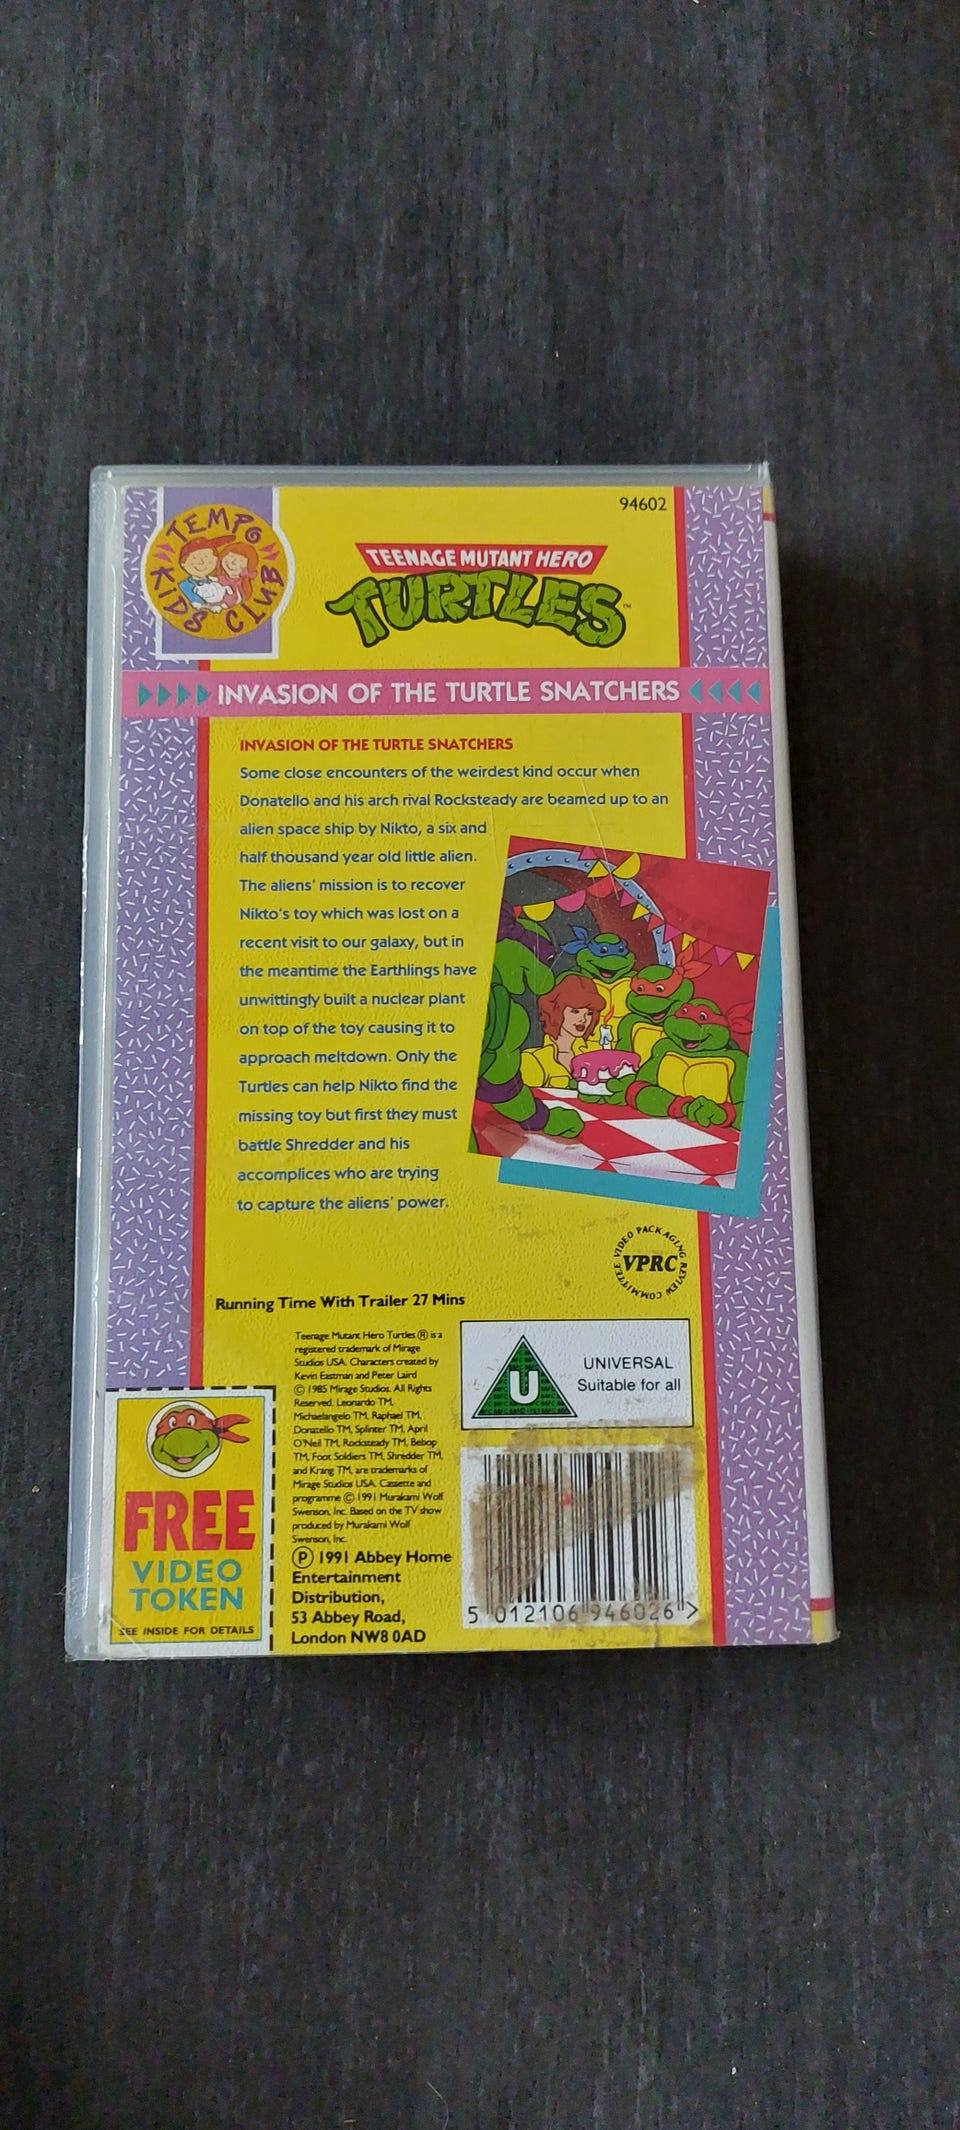 TEMPO
KIDS CLUB
94602
TEENAGE MUTANT HERO
TURTLES™
INVASION OF THE TURTLE SNATCHERS
INVASION OF THE TURTLE SNATCHERS
Some close encounters of the weirdest kind occur when
Donatello and his arch rival Rocksteady are beamed up to an
alien space ship by Nikto, a six and
half thousand year old little alien.
The aliens' mission is to recover
Nikto's toy which was lost on a
recent visit to our galaxy, but in
the meantime the Earthlings have
unwittingly built a nuclear plant
on top of the toy causing it to
approach meltdown. Only the
Turtles can help Nikto find the
missing toy but first they must
battle Shredder and his
accomplices who are trying
to capture the aliens' power.
VIDEO PACKAGING REVIEW COMMITTEE
VPRC
Running Time With Trailer 27 Mins
Teenage Mutant Hero Turtles ® is a
registered trademark of Mirage
Studios USA. Characters created by
Kevin Eastman and Peter Laird
© 1985 Mirage Studios. All Rights
Reserved. Leonardo TM,
Michaelangelo TM, Raphael TM,
Donatello TM, Splinter TM, April
O'Neil TM, Rocksteady TM, Bebop
TM, Foot Soldiers TM, Shredder TM,
and Krang TM, are trademarks of
Mirage Studios USA. Cassette and
programme © 1991 Murakami Wolf
Swenson, Inc. Based on the TV show
produced by Murakami Wolf
Swenson, Inc.
Ⓟ 1991 Abbey Home
Entertainment
Distribution,
53 Abbey Road,
London NW8 0AD
U
UNIVERSAL
Suitable for all
5 012106 946026 >
FREE
VIDEO
TOKEN
SEE INSIDE FOR DETAILS